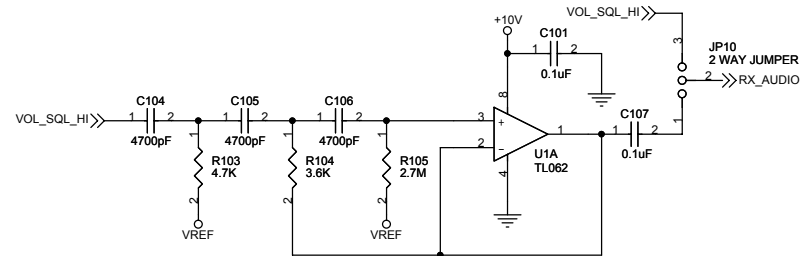 VOL_SQL_HI
+10V
C101
1 2
0.1uF
3
JP10
2 WAY JUMPER
2
RX_AUDIO
1
8
VOL_SQL_HI
C104
1 2
4700pF
C105
1 2
4700pF
C106
1 2
4700pF
3
+
2
−
1
4
U1A
TL062
C107
1 2
0.1uF
1
R103
4.7K
2
1
R104
3.6K
2
1
R105
2.7M
2
VREF
VREF